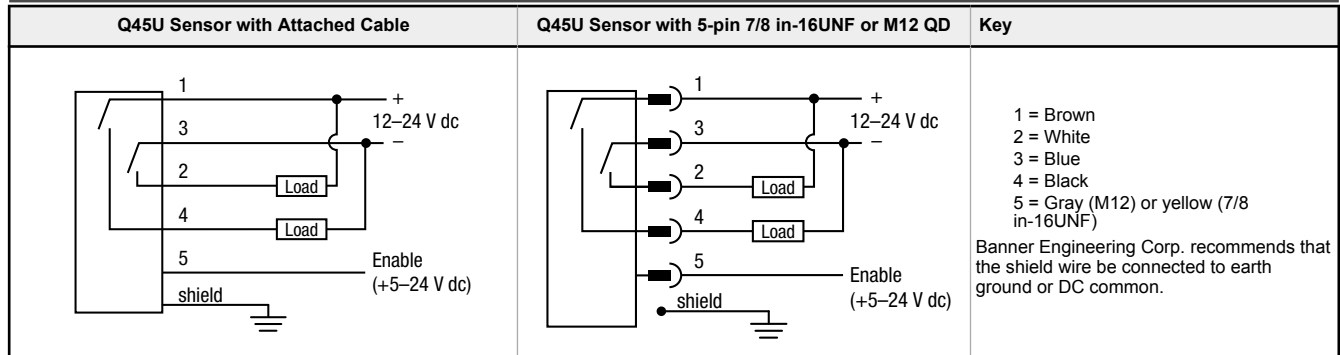 Q45U Sensor with Attached Cable
1
+
12–24 V dc
3
–
2
Load
4
Load
5
Enable
(+5–24 V dc)
shield
Q45U Sensor with 5-pin 7/8 in-16UNF or M12 QD
1
+
12–24 V dc
3
–
2
Load
4
Load
5
Enable
(+5–24 V dc)
shield
Key
1 = Brown
2 = White
3 = Blue
4 = Black
5 = Gray (M12) or yellow (7/8
in-16UNF)
Banner Engineering Corp. recommends that
the shield wire be connected to earth
ground or DC common.